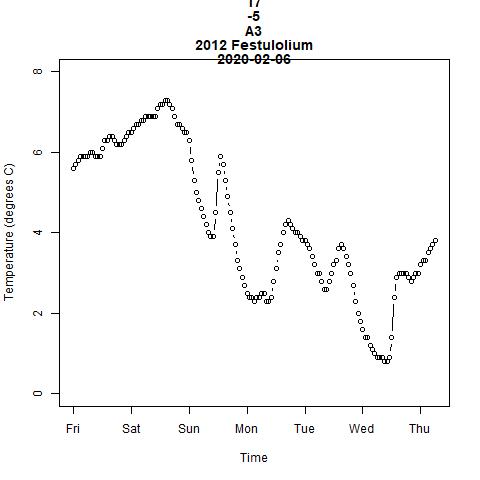 17
-5
A3
2012 Festulolium
2020-02-06
8
6
4
2
0
Temperature (degrees C)
Fri Sat Sun Mon Tue Wed Thu
Time